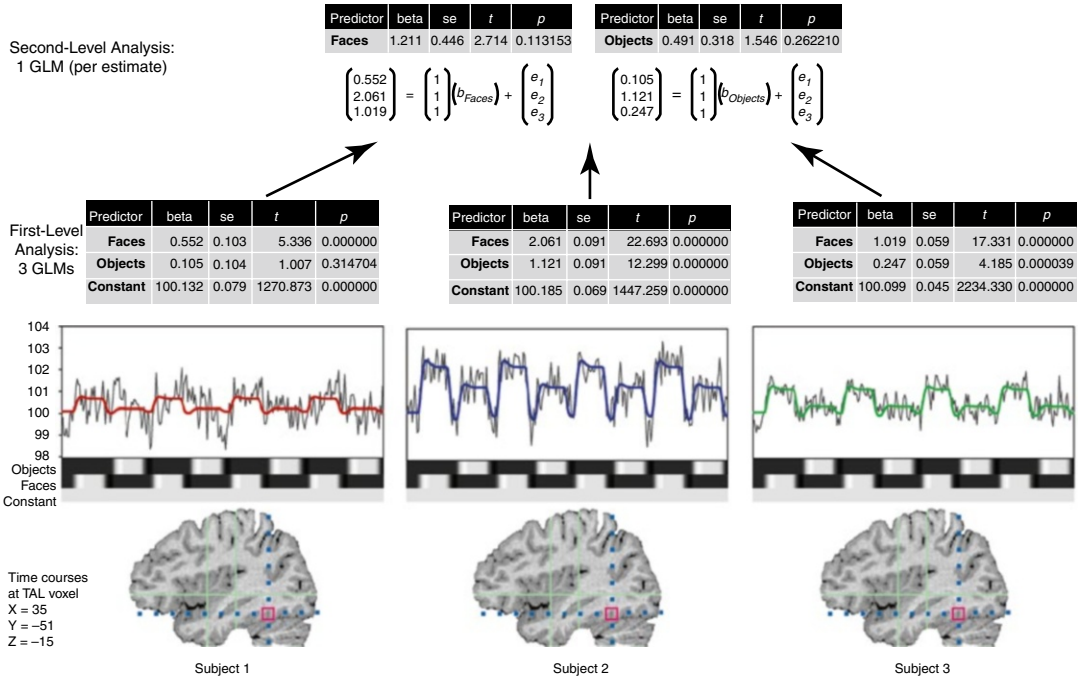 Second-Level Analysis:
1 GLM (per estimate)
Predictor beta se t p
Faces 1.211 0.446 2.714 0.113153
Predictor beta se t p
Objects 0.491 0.318 1.546 0.262210
0.552 1 e1
2.061 = 1 (bFaces) + e2
1.019 1 e3
0.105 1 e1
1.121 = 1 (bObjects) + e2
0.247 1 e3
First-Level
Analysis:
3 GLMs
Predictor beta se t p
Faces 0.552 0.103 5.336 0.000000
Objects 0.105 0.104 1.007 0.314704
Constant 100.132 0.079 1270.873 0.000000
Predictor beta se t p
Faces 2.061 0.091 22.693 0.000000
Objects 1.121 0.091 12.299 0.000000
Constant 100.185 0.069 1447.259 0.000000
Predictor beta se t p
Faces 1.019 0.059 17.331 0.000000
Objects 0.247 0.059 4.185 0.000039
Constant 100.099 0.045 2234.330 0.000000
104
103
102
101
100
99
98
Objects
Faces
Constant
Time courses
at TAL voxel
X = 35
Y = –51
Z = –15
Subject 1
Subject 2
Subject 3